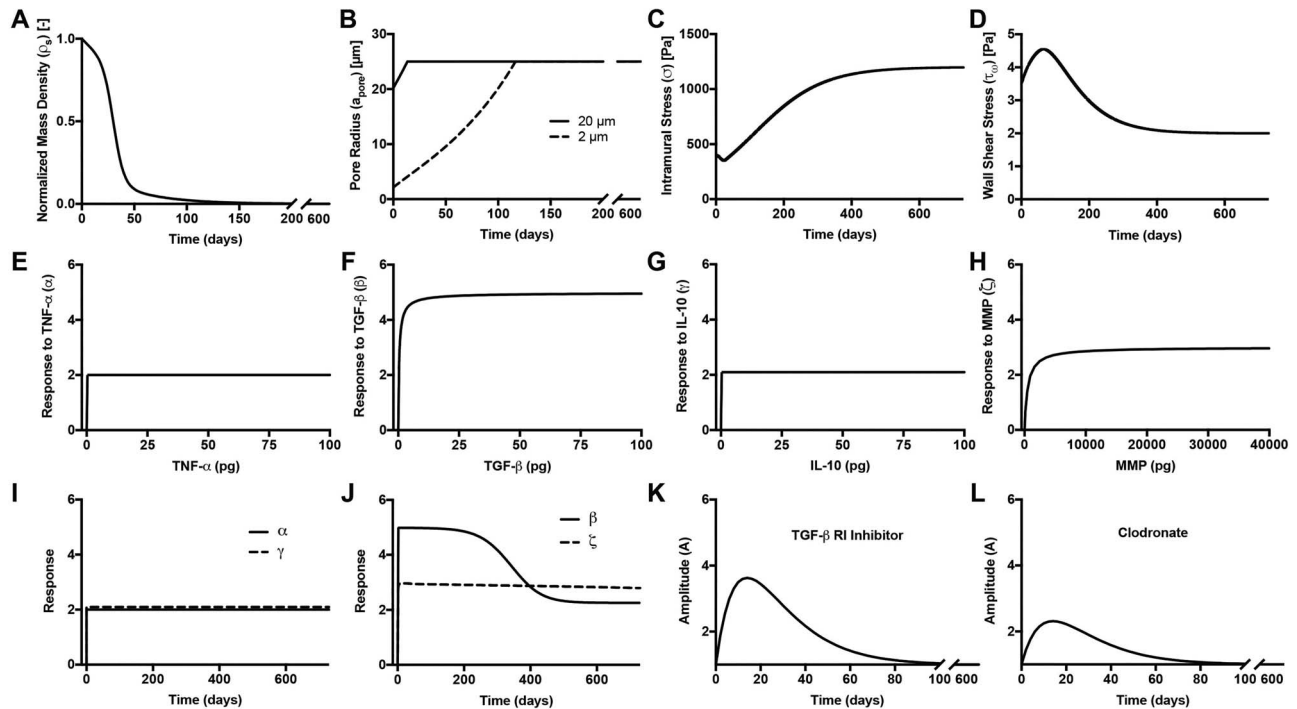 A
Normalized Mass Density (ρs) [-]
1.0
0.5
0.0
0 50 100 150 200 600
Time (days)
B
Pore Radius (apore) [µm]
30
20
10
0
20 µm
2 µm
0 50 100 150 200 600
Time (days)
C
Intramural Stress (σ) [Pa]
1500
1000
500
0
0 200 400 600
Time (days)
D
Wall Shear Stress (τω) [Pa]
5
4
3
2
1
0
0 200 400 600
Time (days)
E
Response to TNF-α (α)
6
4
2
0
0 25 50 75 100
TNF-α (pg)
F
Response to TGF-β (β)
6
4
2
0
0 25 50 75 100
TGF-β (pg)
G
Response to IL-10 (γ)
6
4
2
0
0 25 50 75 100
IL-10 (pg)
H
Response to MMP (ζ)
6
4
2
0
0 10000 20000 30000 40000
MMP (pg)
I
Response
6
4
2
0
α
γ
0 200 400 600
Time (days)
J
Response
6
4
2
0
β
ζ
0 200 400 600
Time (days)
K
Amplitude (A)
6
4
2
TGF-β RI Inhibitor
0 20 40 60 80 100 600
Time (days)
L
Amplitude (A)
6
4
2
Clodronate
0 20 40 60 80 100 600
Time (days)